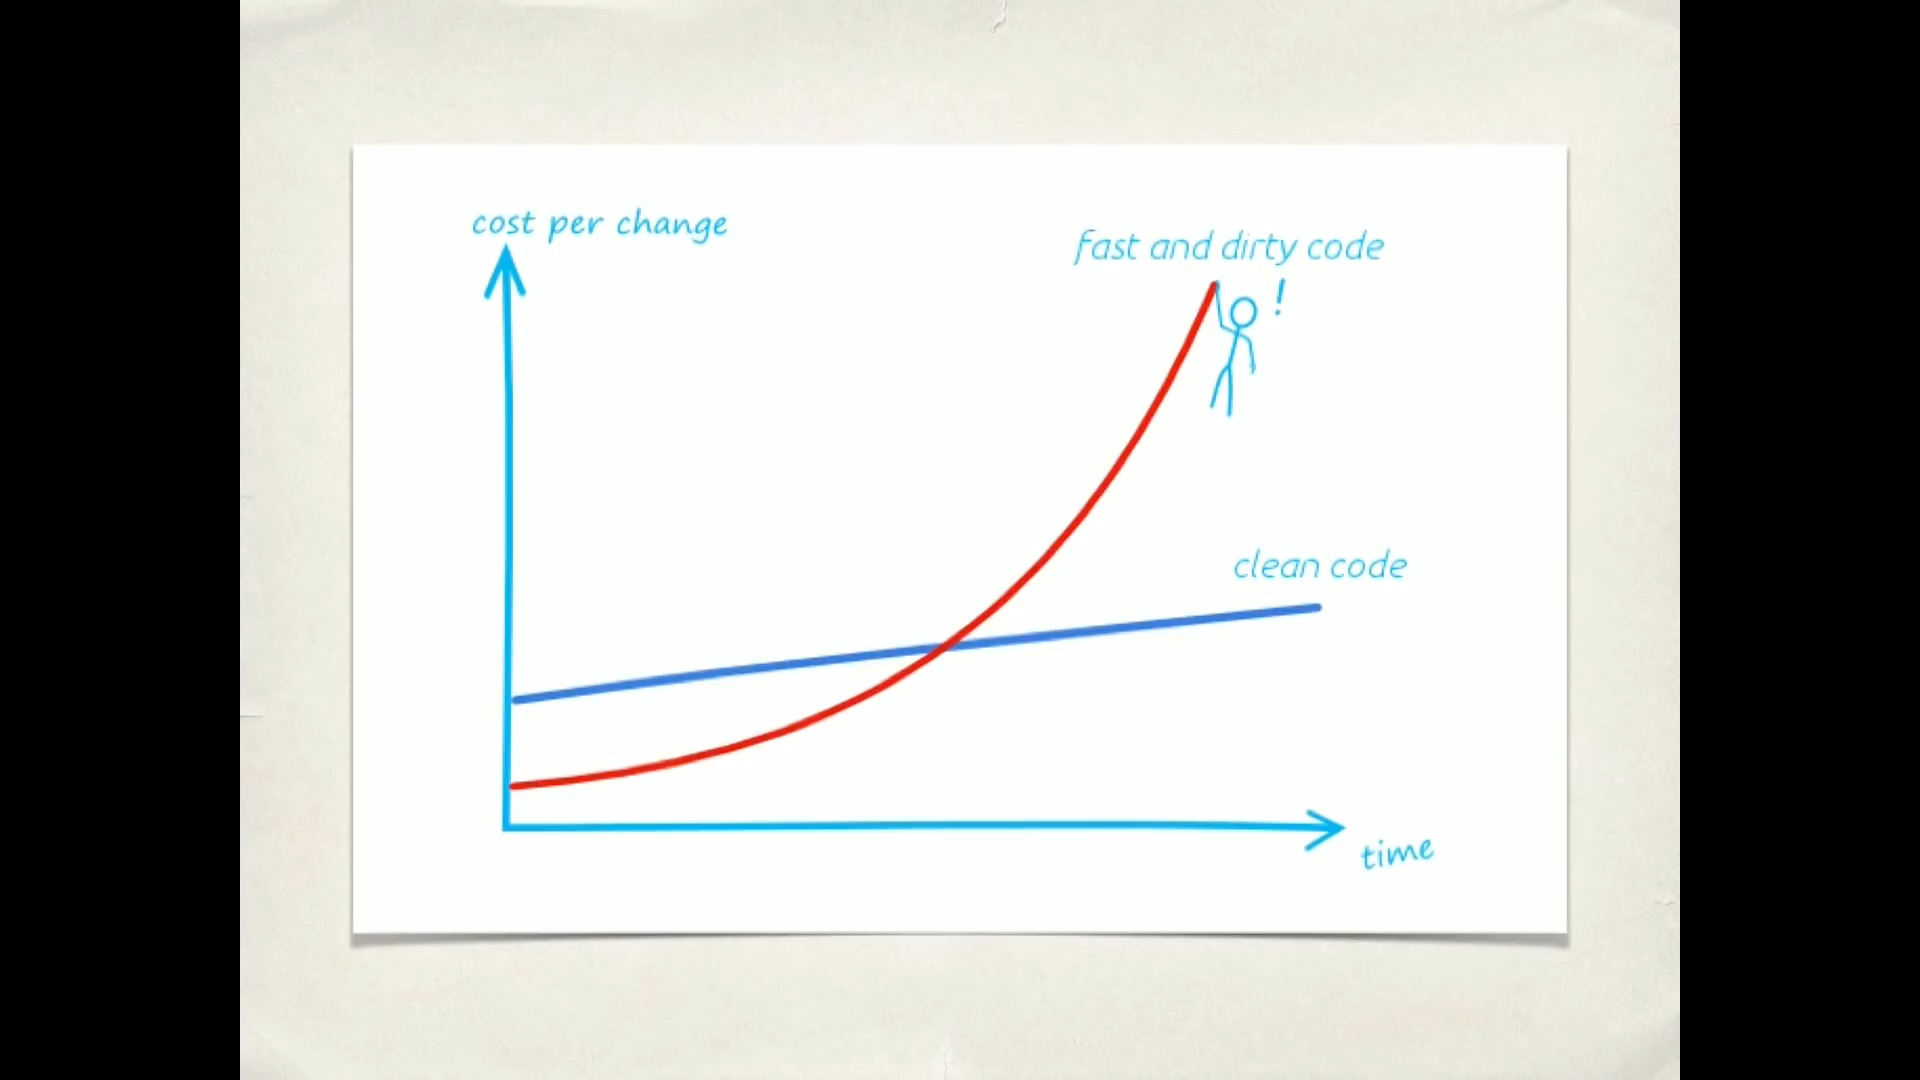 cost per change
fast and dirty code
!
clean code
time